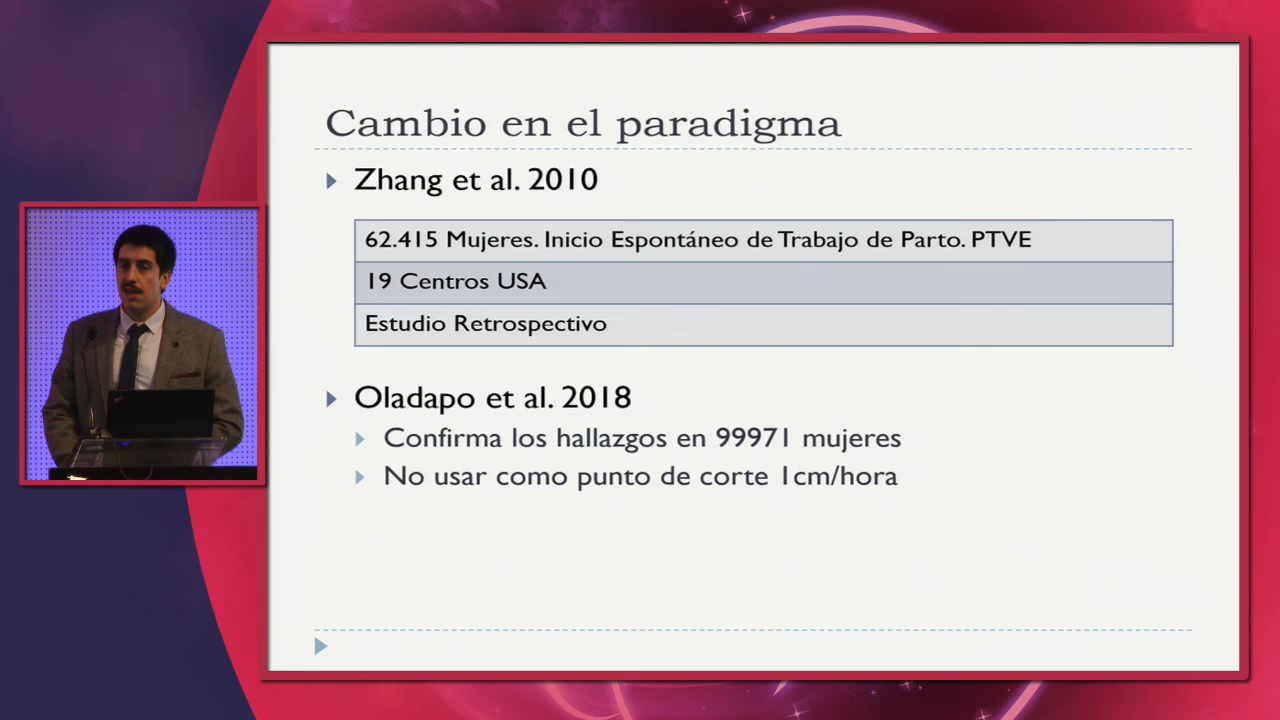 Cambio en el paradigma
Zhang et al. 2010
62.415 Mujeres. Inicio Espontáneo de Trabajo de Parto. PTVE
19 Centros USA
Estudio Retrospectivo
Oladapo et al. 2018
Confirma los hallazgos en 99971 mujeres
No usar como punto de corte 1cm/hora